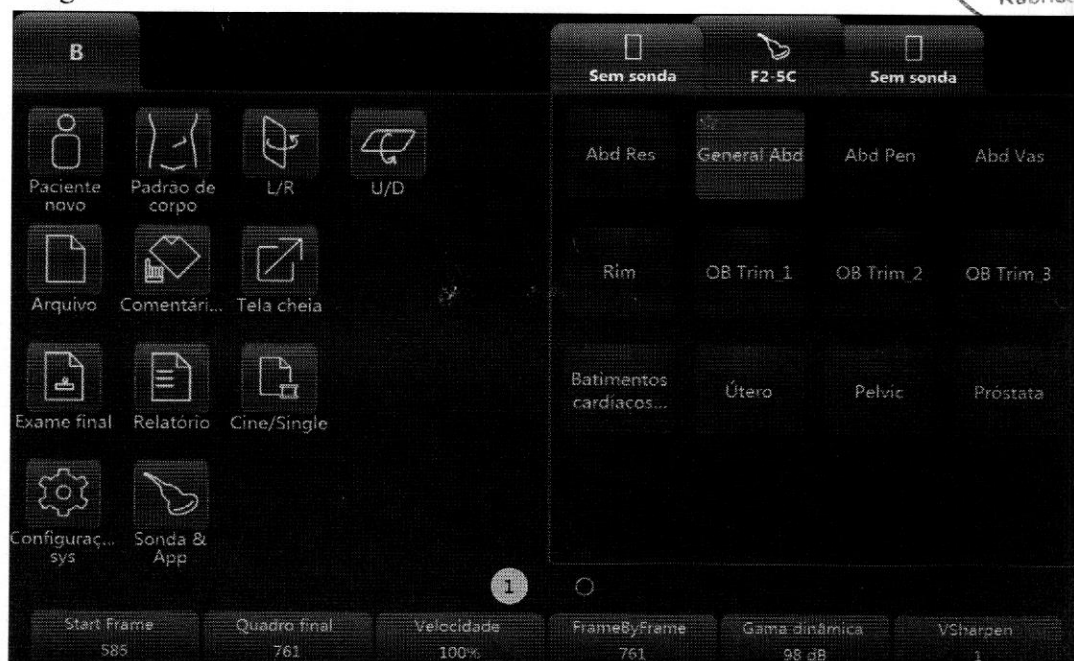 B
Sem sonda
F2-5C
Sem sonda
Paciente
novo
Padrão de
corpo
L/R
U/D
Abd Res
General Abd
Abd Pen
Abd Vas
Arquivo
Comentári...
Tela cheia
Rim
OB Trim_1
OB Trim_2
OB Trim_3
Exame final
Relatório
Cine/Single
Batimentos
cardíacos...
Útero
Pelvic
Próstata
Configuraç...
sys
Sonda &
App
1
Start Frame
585
Quadro final
761
Velocidade
100%
FrameByFrame
761
Gama dinâmica
98 dB
VSharpen
1